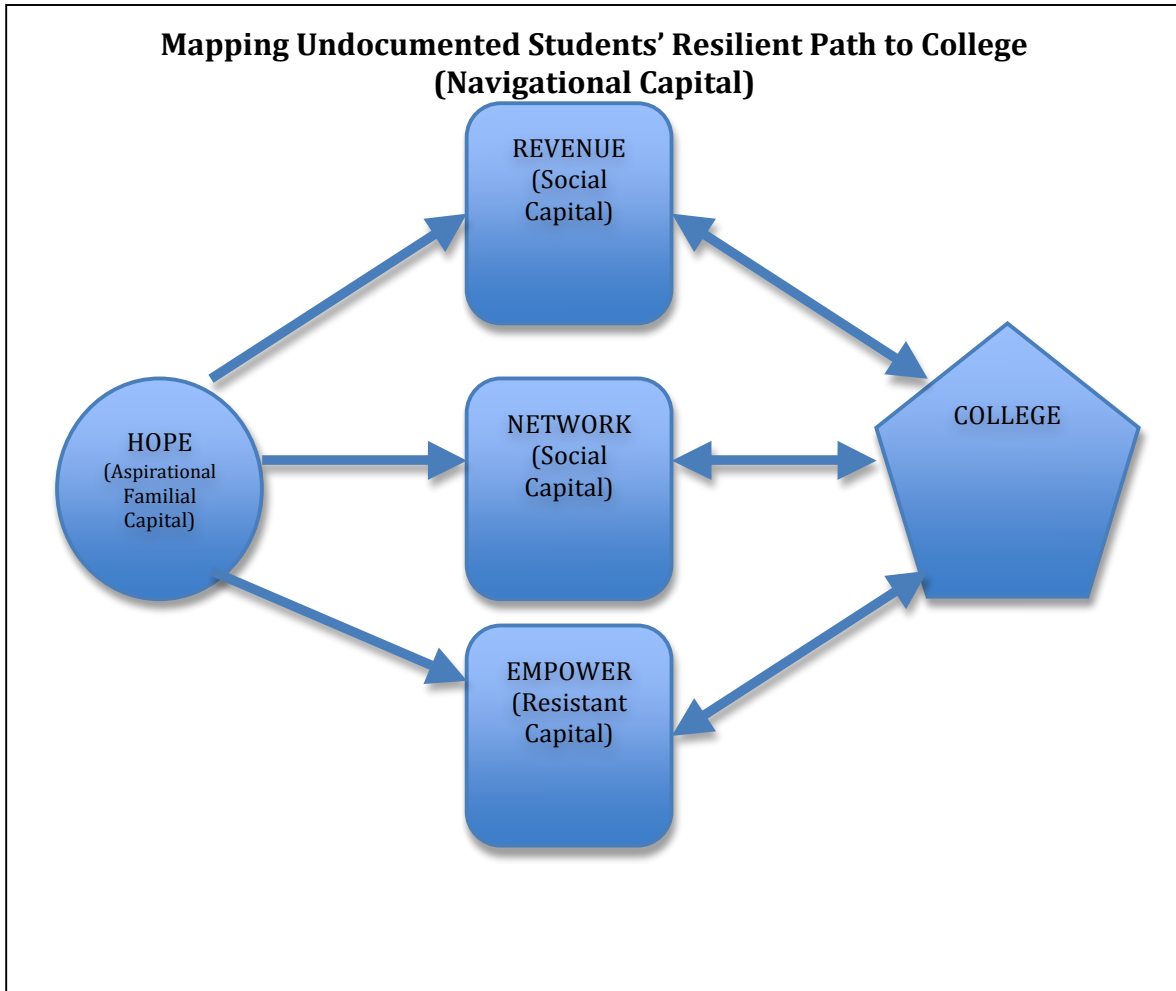 Mapping Undocumented Students’ Resilient Path to College
(Navigational Capital)
REVENUE
(Social
Capital)
HOPE
(Aspirational
Familial
Capital)
NETWORK
(Social
Capital)
COLLEGE
EMPOWER
(Resistant
Capital)